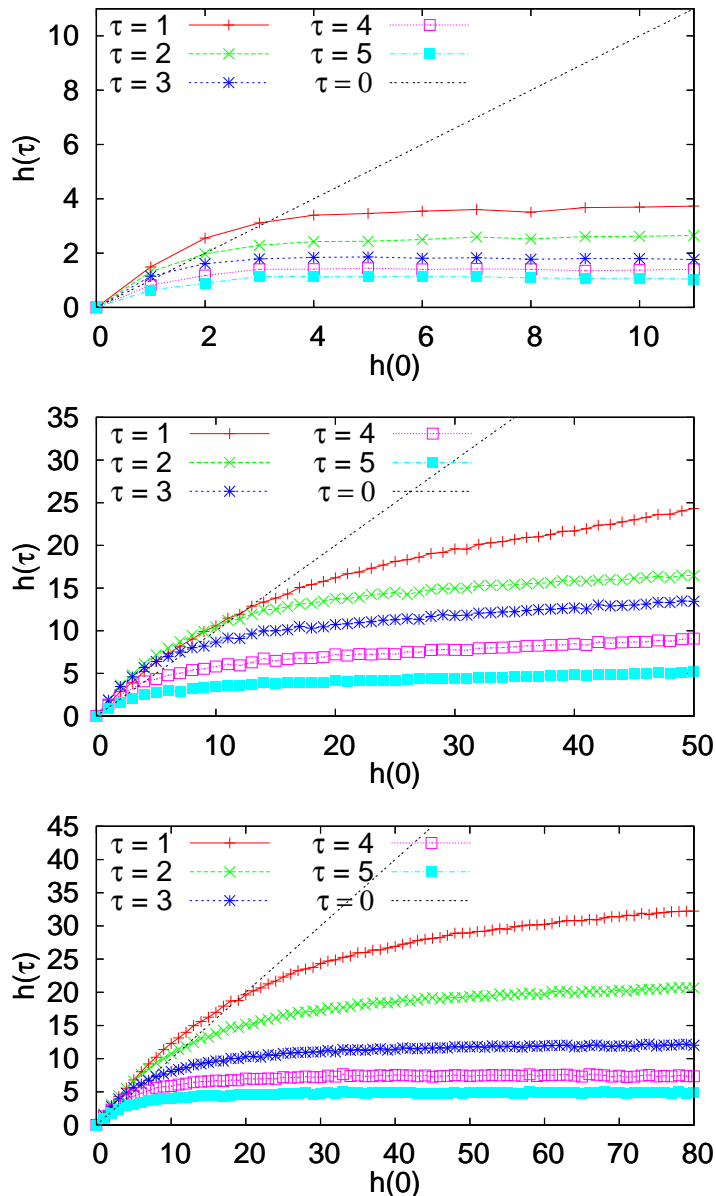 11
10
8
6
4
2
0
h(τ)
τ = 1
τ = 2
τ = 3
τ = 4
τ = 5
τ = 0
0 2 4 6 8 10
h(0)
35
30
25
20
15
10
5
0
h(τ)
τ = 1
τ = 2
τ = 3
τ = 4
τ = 5
τ = 0
0 10 20 30 40 50
h(0)
45
40
35
30
25
20
15
10
5
0
h(τ)
τ = 1
τ = 2
τ = 3
τ = 4
τ = 5
τ = 0
0 10 20 30 40 50 60 70 80
h(0)